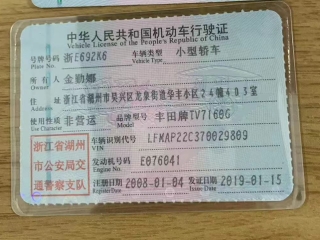 中华人民共和国机动车行驶证
Vehicle License of the People's Republic of China
号牌号码 浙E69ZK6 车辆类型 小型轿车
Plate No. Vehicle Type
所有人 金勤娜
Owner
住址 浙江省湖州市吴兴区龙泉街道华丰小区24幢403室
Address
使用性质 非营运 品牌型号 丰田牌TV7160G
Use Character Model
浙江省湖州市公安局交通警察支队
车辆识别代号 LFMAP22C370029809
VIN
发动机号码 E076041
Engine No.
注册日期 2008-01-04 发证日期 2019-01-15
Register Date Issue Date